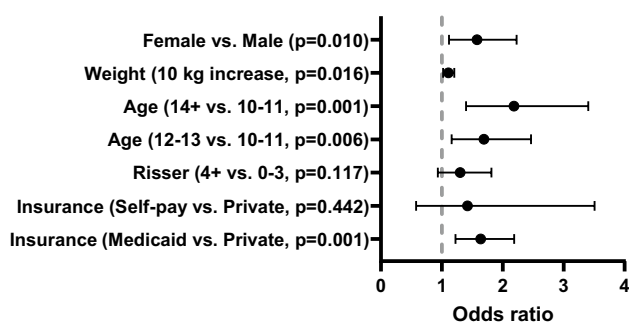 Female vs. Male (p=0.010)
Weight (10 kg increase, p=0.016)
Age (14+ vs. 10-11, p=0.001)
Age (12-13 vs. 10-11, p=0.006)
Risser (4+ vs. 0-3, p=0.117)
Insurance (Self-pay vs. Private, p=0.442)
Insurance (Medicaid vs. Private, p=0.001)
0 1 2 3 4
Odds ratio